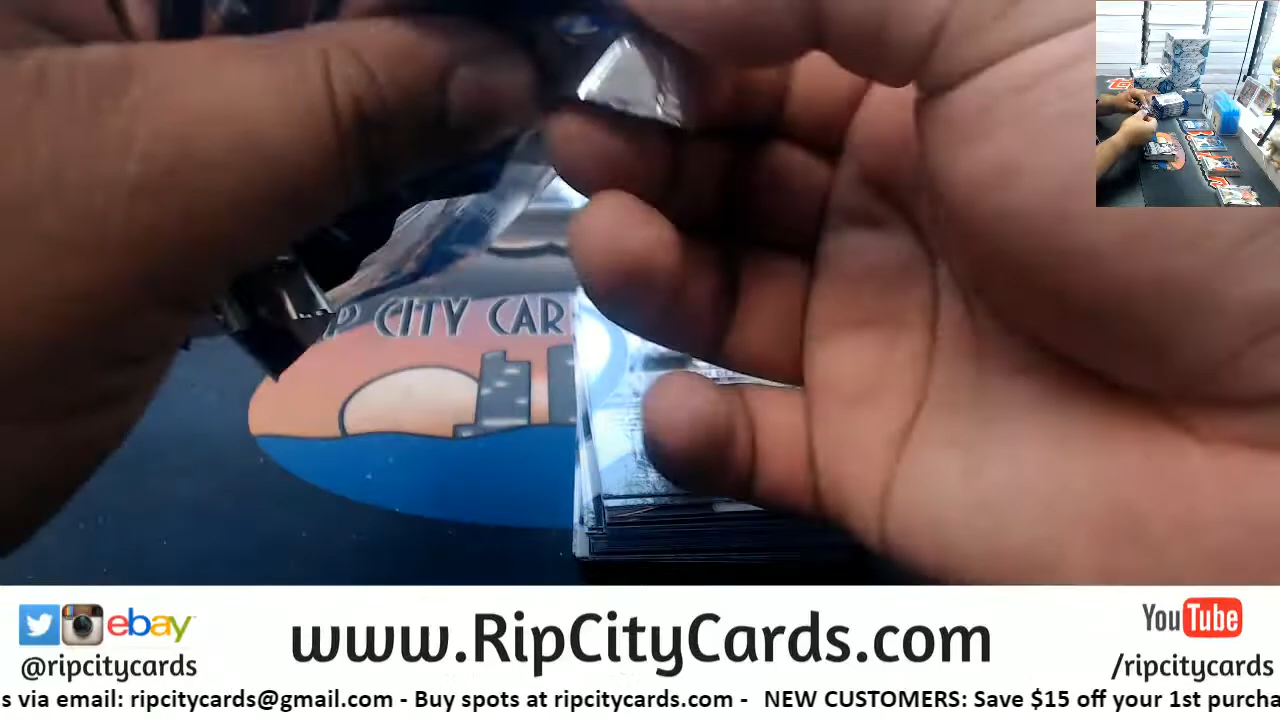 P CITY CAR
ebay
@ripcitycards
www.RipCityCards.com
YouTube
/ripcitycards
s via email: ripcitycards@gmail.com - Buy spots at ripcitycards.com - NEW CUSTOMERS: Save $15 off your 1st purcha